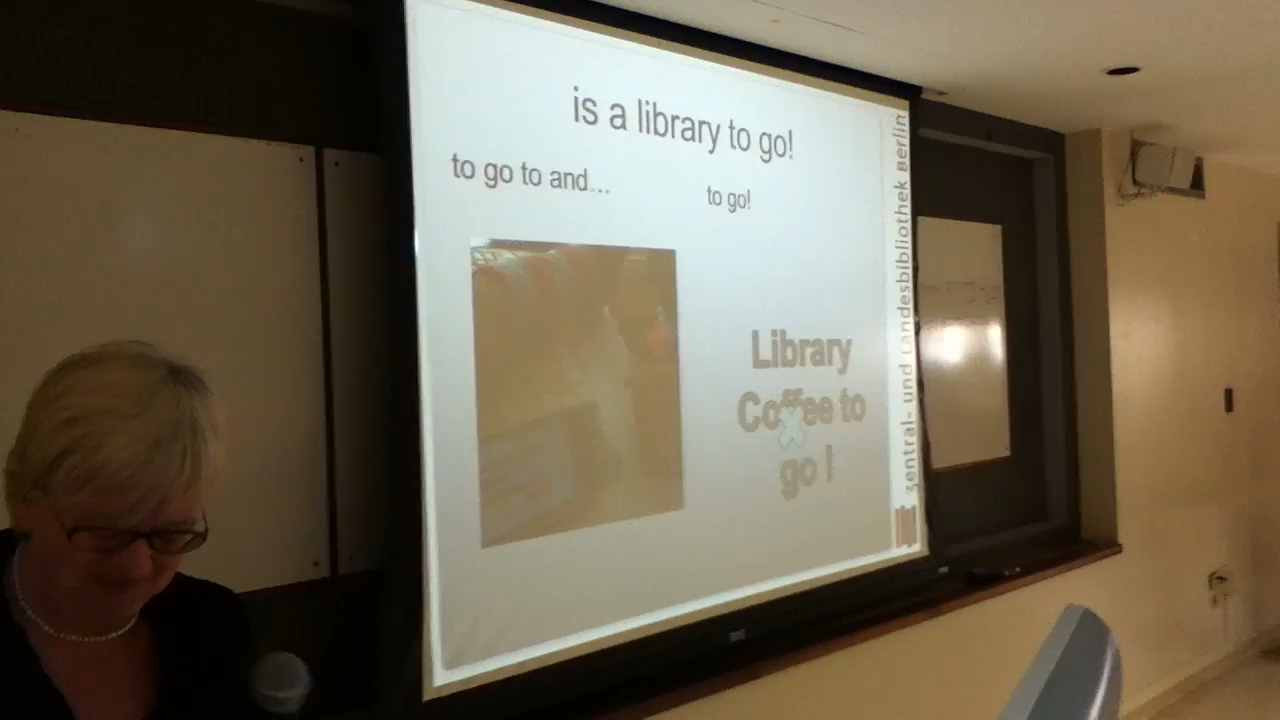 is a library to go!
to go to and...
to go!
Library
Coffee to
go !
Zentral- und Landesbibliothek Berlin